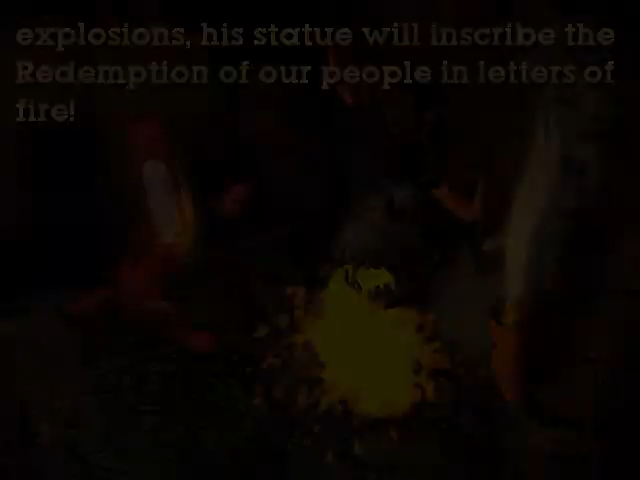 explosions, his statue will inscribe the
Redemption of our people in letters of
fire!